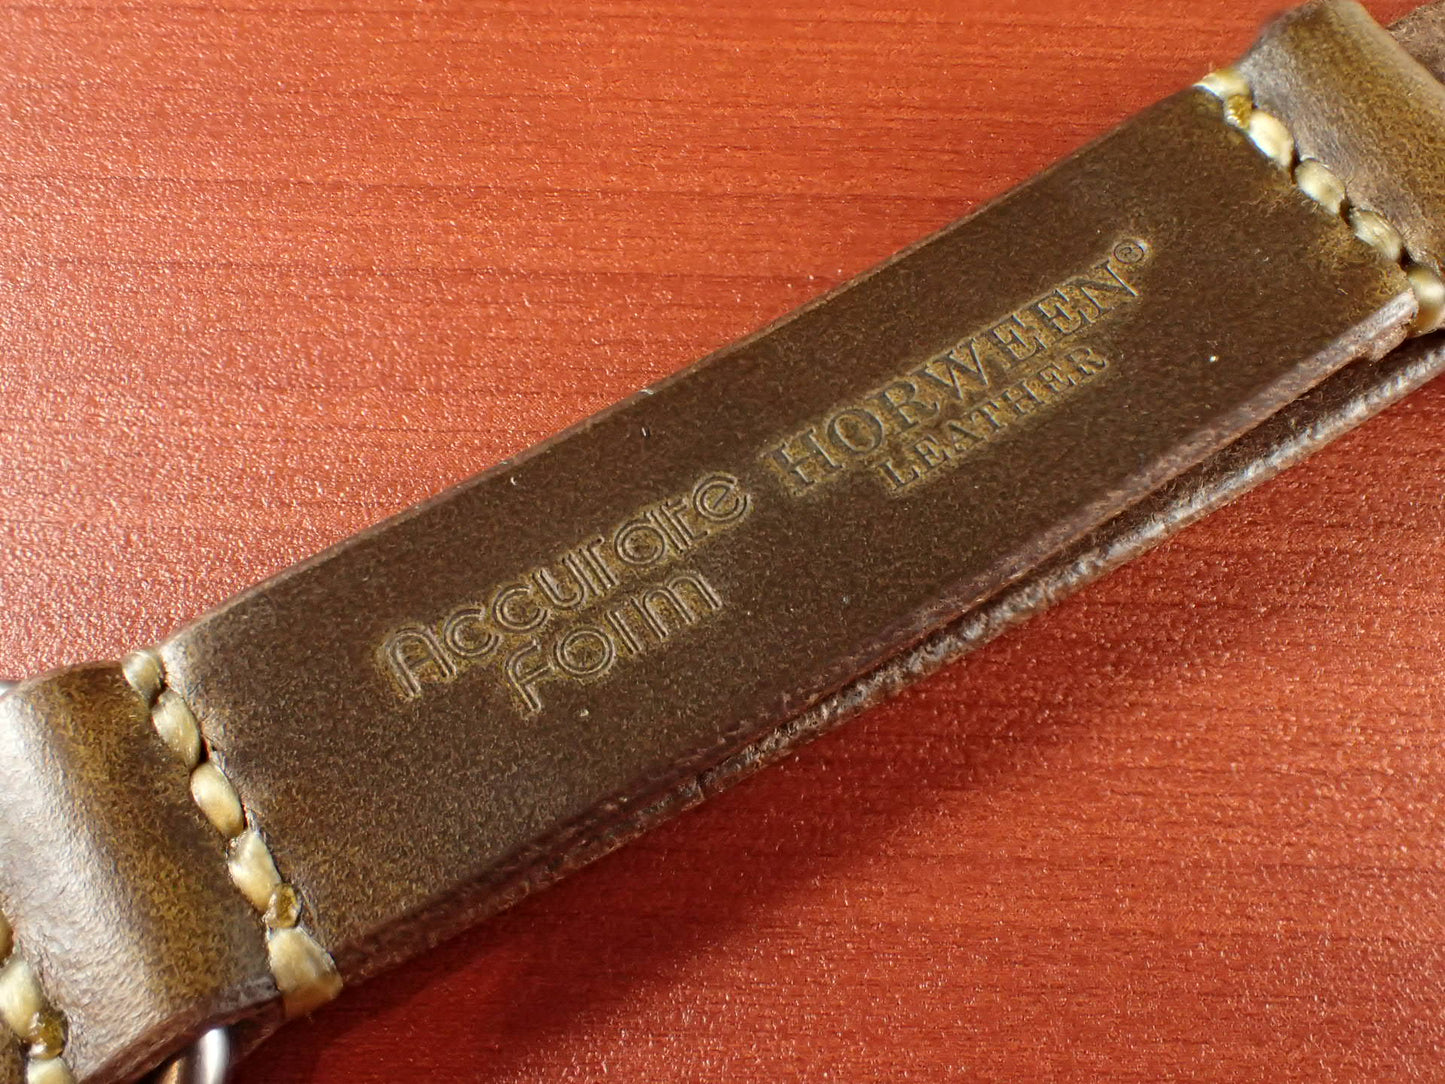 Accurate
Form
HORWEEN®
LEATHER